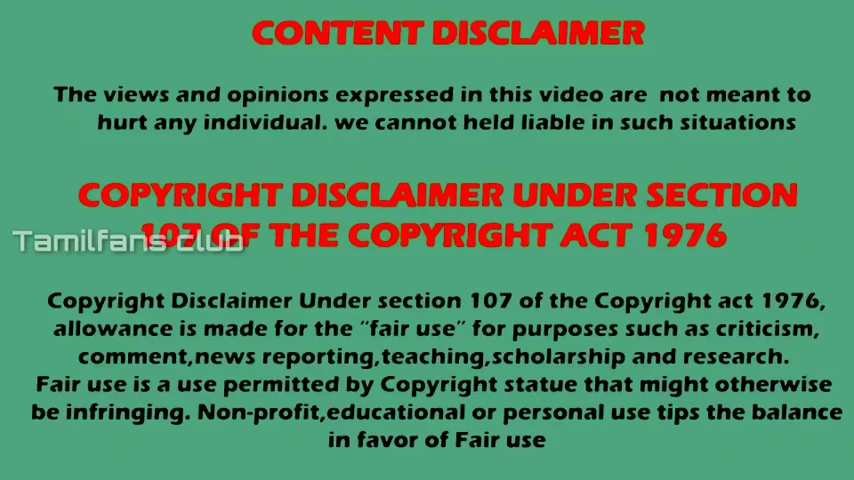 CONTENT DISCLAIMER
The views and opinions expressed in this video are not meant to
hurt any individual. we cannot held liable in such situations
COPYRIGHT DISCLAIMER UNDER SECTION
107 OF THE COPYRIGHT ACT 1976
Tamilfans club
Copyright Disclaimer Under section 107 of the Copyright act 1976,
allowance is made for the "fair use" for purposes such as criticism,
comment,news reporting,teaching,scholarship and research.
Fair use is a use permitted by Copyright statue that might otherwise
be infringing. Non-profit,educational or personal use tips the balance
in favor of Fair use